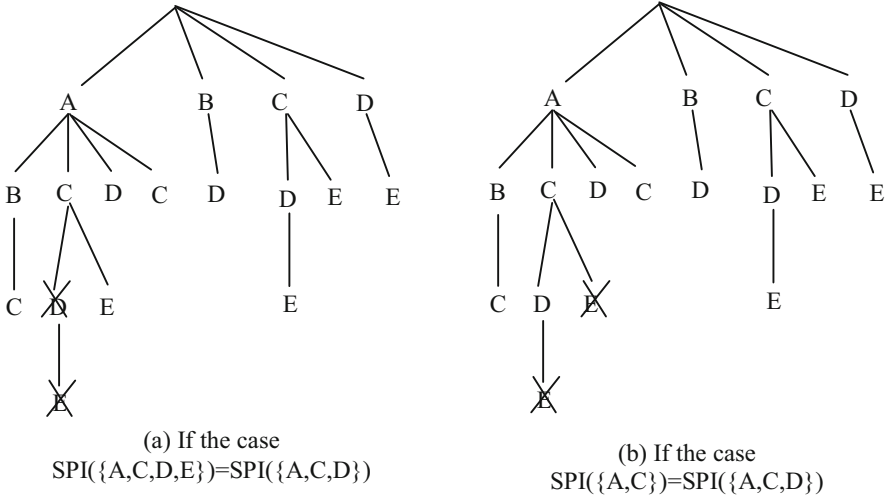 A B C D
B C D C D D E E
C D E E
E
(a) If the case
SPI({A,C,D,E})=SPI({A,C,D})
A B C D
B C D C D D E E
C D E E
E
(b) If the case
SPI({A,C})=SPI({A,C,D})